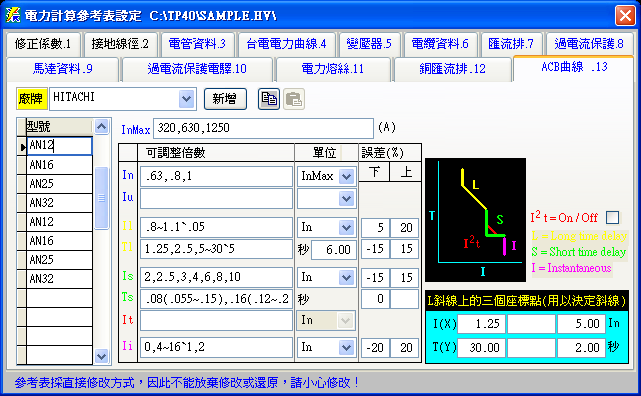 電力計算參考表設定 C:\TP40\SAMPLE.HV\
修正係數.1 接地線徑.2 電管資料.3 台電電力曲線.4 變壓器.5 電纜資料.6 匯流排.7 過電流保護.8
馬達資料.9 過電流保護電驛.10 電力熔絲.11 銅匯流排.12 ACB曲線 .13
廠牌 HITACHI 新增
型號
AN12
AN16
AN25
AN32
AN12
AN16
AN25
AN32
InMax 320,630,1250 (A)
可調整倍數 單位 誤差(%)
下 上
In .63,.8,1 InMax
Iu
Il .8~1.1~.05 In 5 20
Tl 1.25,2.5,5~30~5 秒 6.00 -15 15
Is 2,2.5,3,4,6,8,10 In -15 15
Ts .08(.055~.15),.16(.12~.2 秒 0
It In
Ii 0,4~16~1,2 In -20 20
L
S
T
I²t
I
I
I² t = On / Off
L = Long time delay
S = Short time delay
I = Instantaneous
L斜線上的三個座標點(用以決定斜線)
I(X) 1.25 5.00 In
T(Y) 30.00 2.00 秒
參考表採直接修改方式，因此不能放棄修改或還原，請小心修改！